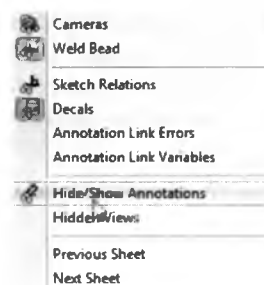 Cameras
Weld Bead
Sketch Relations
Decals
Annotation Link Errors
Annotation Link Variables
Hide/Show Annotations
Hidden Views
Previous Sheet
Next Sheet